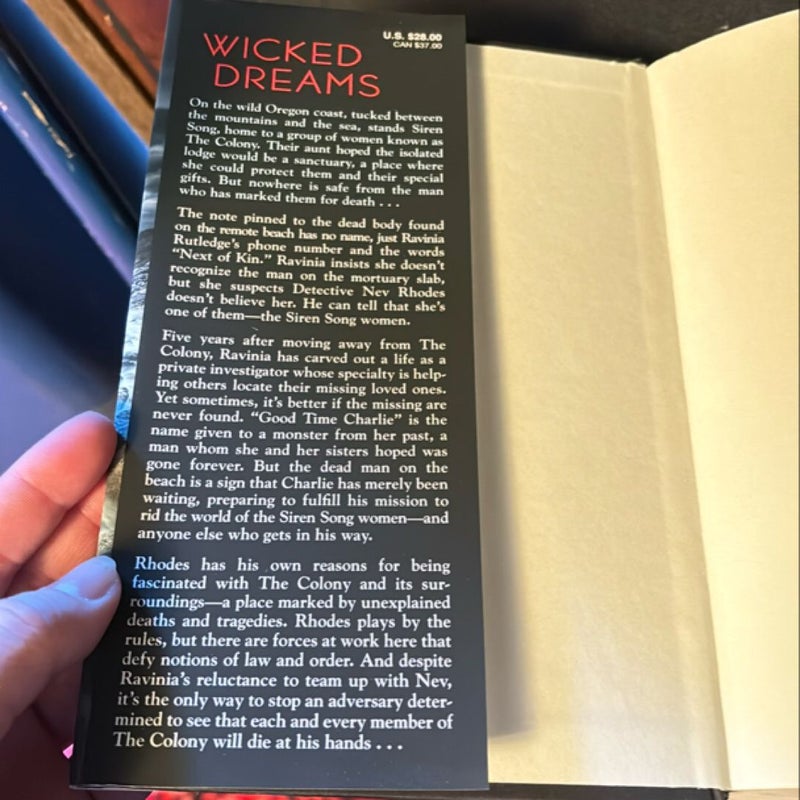 U.S. $28.00
CAN $37.00
WICKED
DREAMS
On the wild Oregon coast, tucked between
the mountains and the sea, stands Siren
Song, home to a group of women known as
The Colony. Their aunt hoped the isolated
lodge would be a sanctuary, a place where
she could protect them and their special
gifts. But nowhere is safe from the man
who has marked them for death . . .
The note pinned to the dead body found
on the remote beach has no name, just Ravinia
Rutledge's phone number and the words
"Next of Kin." Ravinia insists she doesn't
recognize the man on the mortuary slab,
but she suspects Detective Nev Rhodes
doesn't believe her. He can tell that she's
one of them—the Siren Song women.
Five years after moving away from The
Colony, Ravinia has carved out a life as a
private investigator whose specialty is help-
ing others locate their missing loved ones.
Yet sometimes, it's better if the missing are
never found. "Good Time Charlie" is the
name given to a monster from her past, a
man whom she and her sisters hoped was
gone forever. But the dead man on the
beach is a sign that Charlie has merely been
waiting, preparing to fulfill his mission to
rid the world of the Siren Song women—and
anyone else who gets in his way.
Rhodes has his own reasons for being
fascinated with The Colony and its sur-
roundings—a place marked by unexplained
deaths and tragedies. Rhodes plays by the
rules, but there are forces at work here that
defy notions of law and order. And despite
Ravinia's reluctance to team up with Nev,
it's the only way to stop an adversary deter-
mined to see that each and every member of
The Colony will die at his hands . . .